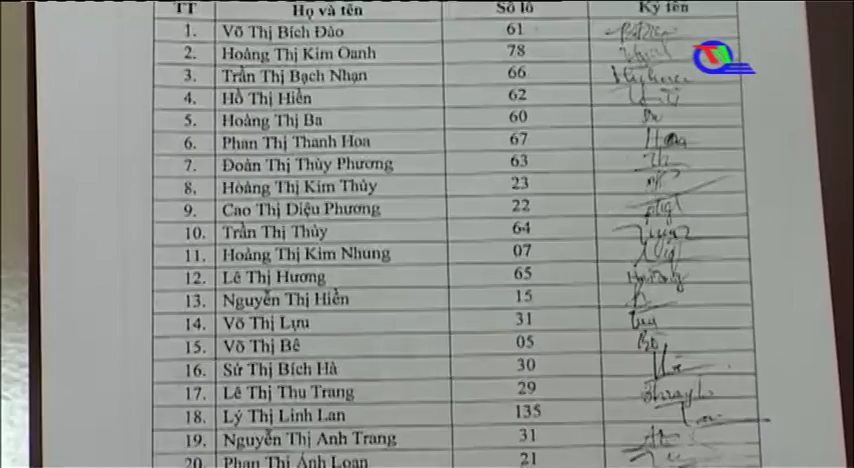 TT Họ và tên Số lô Ký tên
1. Võ Thị Bích Đào 61
2. Hoàng Thị Kim Oanh 78
3. Trần Thị Bạch Nhạn 66
4. Hồ Thị Hiền 62
5. Hoàng Thị Ba 60
6. Phan Thị Thanh Hoa 67 Hoa
7. Đoàn Thị Thùy Phương 63
8. Hoàng Thị Kim Thủy 23
9. Cao Thị Diệu Phương 22
10. Trần Thị Thủy 64
11. Hoàng Thị Kim Nhung 07
12. Lê Thị Hương 65 Hương
13. Nguyễn Thị Hiền 15
14. Võ Thị Lựu 31
15. Võ Thị Bê 05
16. Sử Thị Bích Hà 30
17. Lê Thị Thu Trang 29
18. Lý Thị Linh Lan 135
19. Nguyễn Thị Anh Trang 31
20. Phan Thị Ánh Loan 21